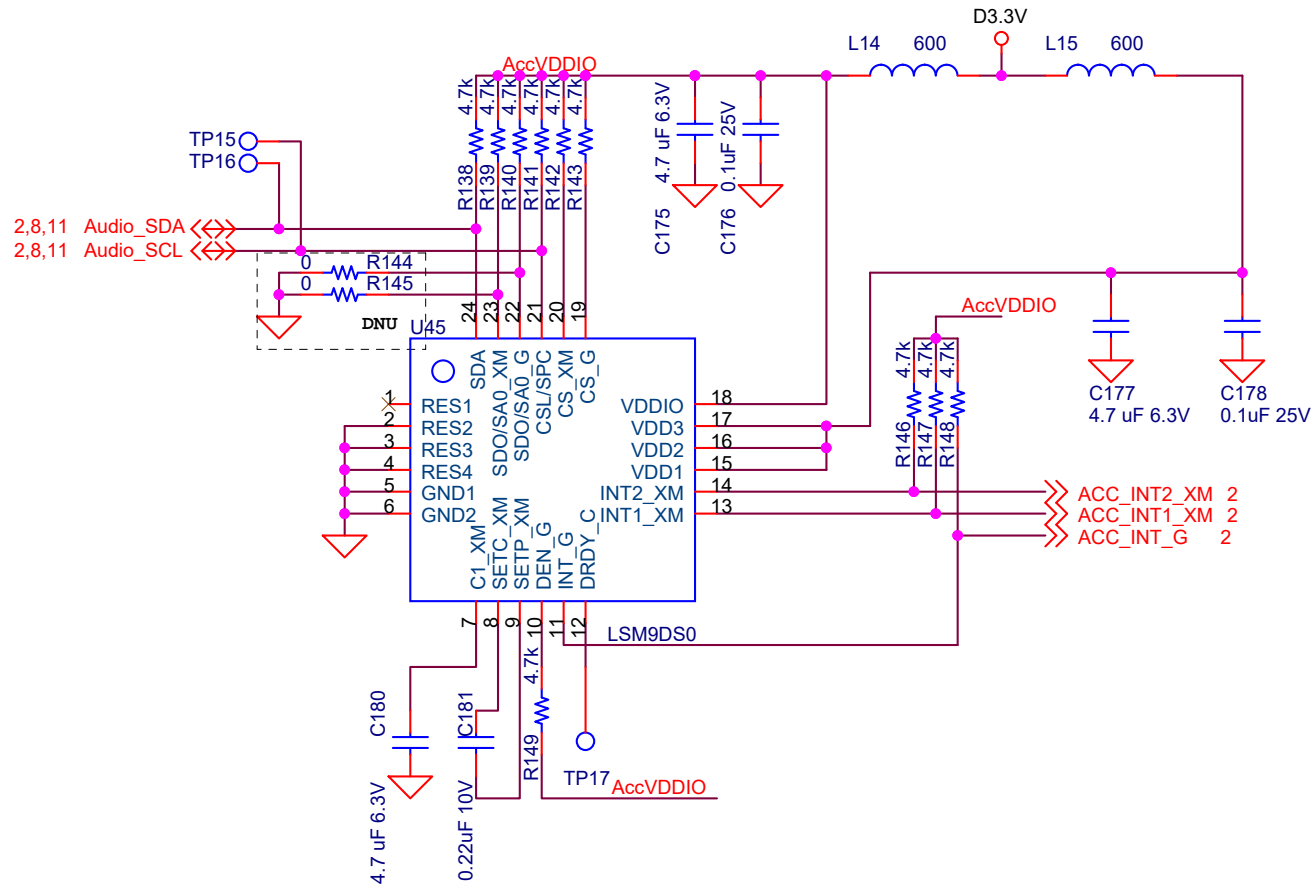 D3.3V
L14 600
L15 600
AccVDDIO
4.7k
4.7k
4.7k
4.7k
4.7k
4.7k
R138
R139
R140
R141
R142
R143
4.7 uF 6.3V
C175
0.1uF 25V
C176
TP15
TP16
2,8,11 Audio_SDA
2,8,11 Audio_SCL
0 R144
0 R145
DNU
U45
24
23
22
21
20
19
SDA
SDO/SA0_XM
SDO/SA0_G
CSL/SPC
CS_XM
CS_G
1 RES1
2 RES2
3 RES3
4 RES4
5 GND1
6 GND2
VDDIO 18
VDD3 17
VDD2 16
VDD1 15
INT2_XM 14
INT1_XM 13
C1_XM
SETC_XM
SETP_XM
DEN_G
INT_G
DRDY_C
7
8
9
10
11
12
LSM9DS0
AccVDDIO
4.7k
4.7k
4.7k
R146
R147
R148
C177
4.7 uF 6.3V
C178
0.1uF 25V
ACC_INT2_XM 2
ACC_INT1_XM 2
ACC_INT_G 2
C180
4.7 uF 6.3V
C181
0.22uF 10V
4.7k
R149
TP17
AccVDDIO